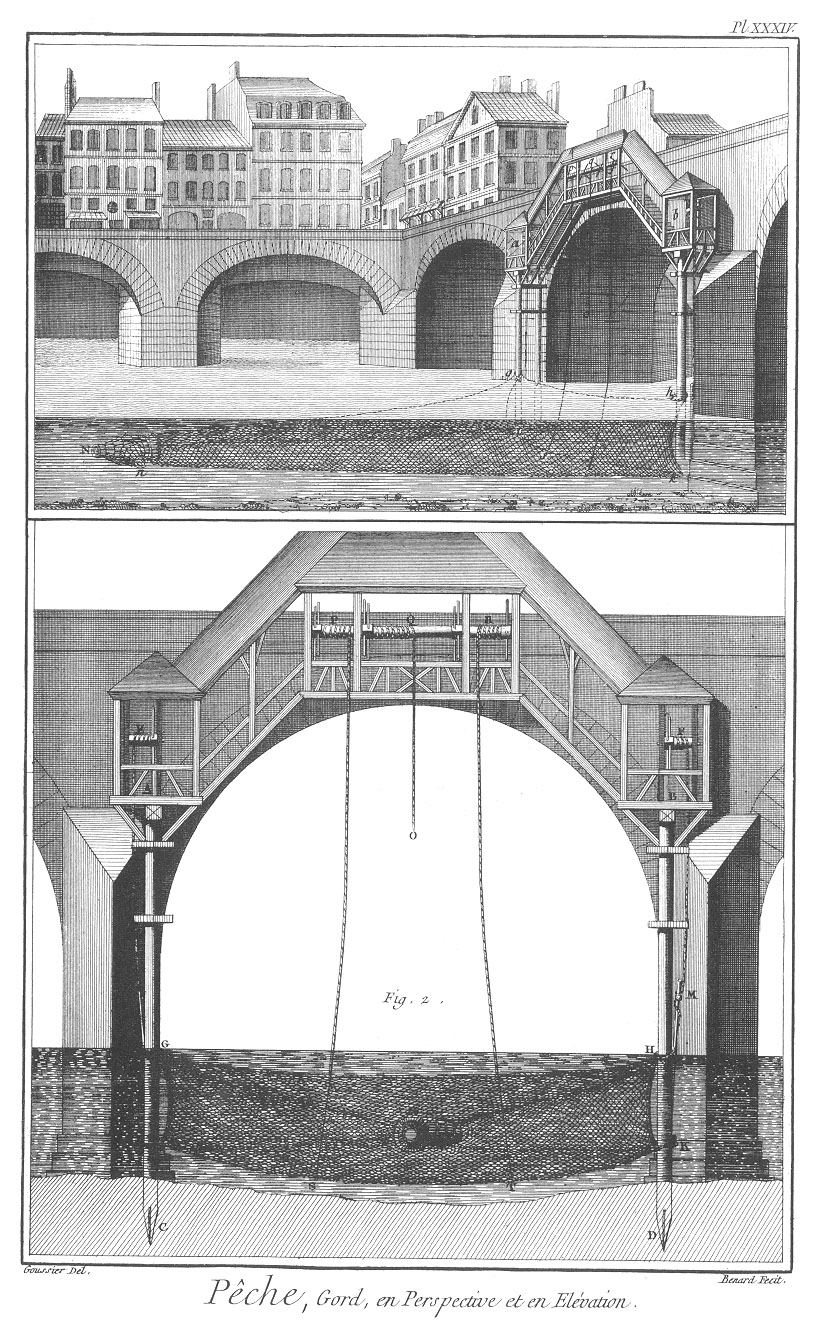 Pl XXXIV.
a
b
g
h
N
n
k
P
Q
R
E
F
A
B
O
Fig. 2.
M
G
H
K
S
T
C
D
Goussier Del.
Benard Fecit.
Pêche, Gord, en Perspective et en Elévation.